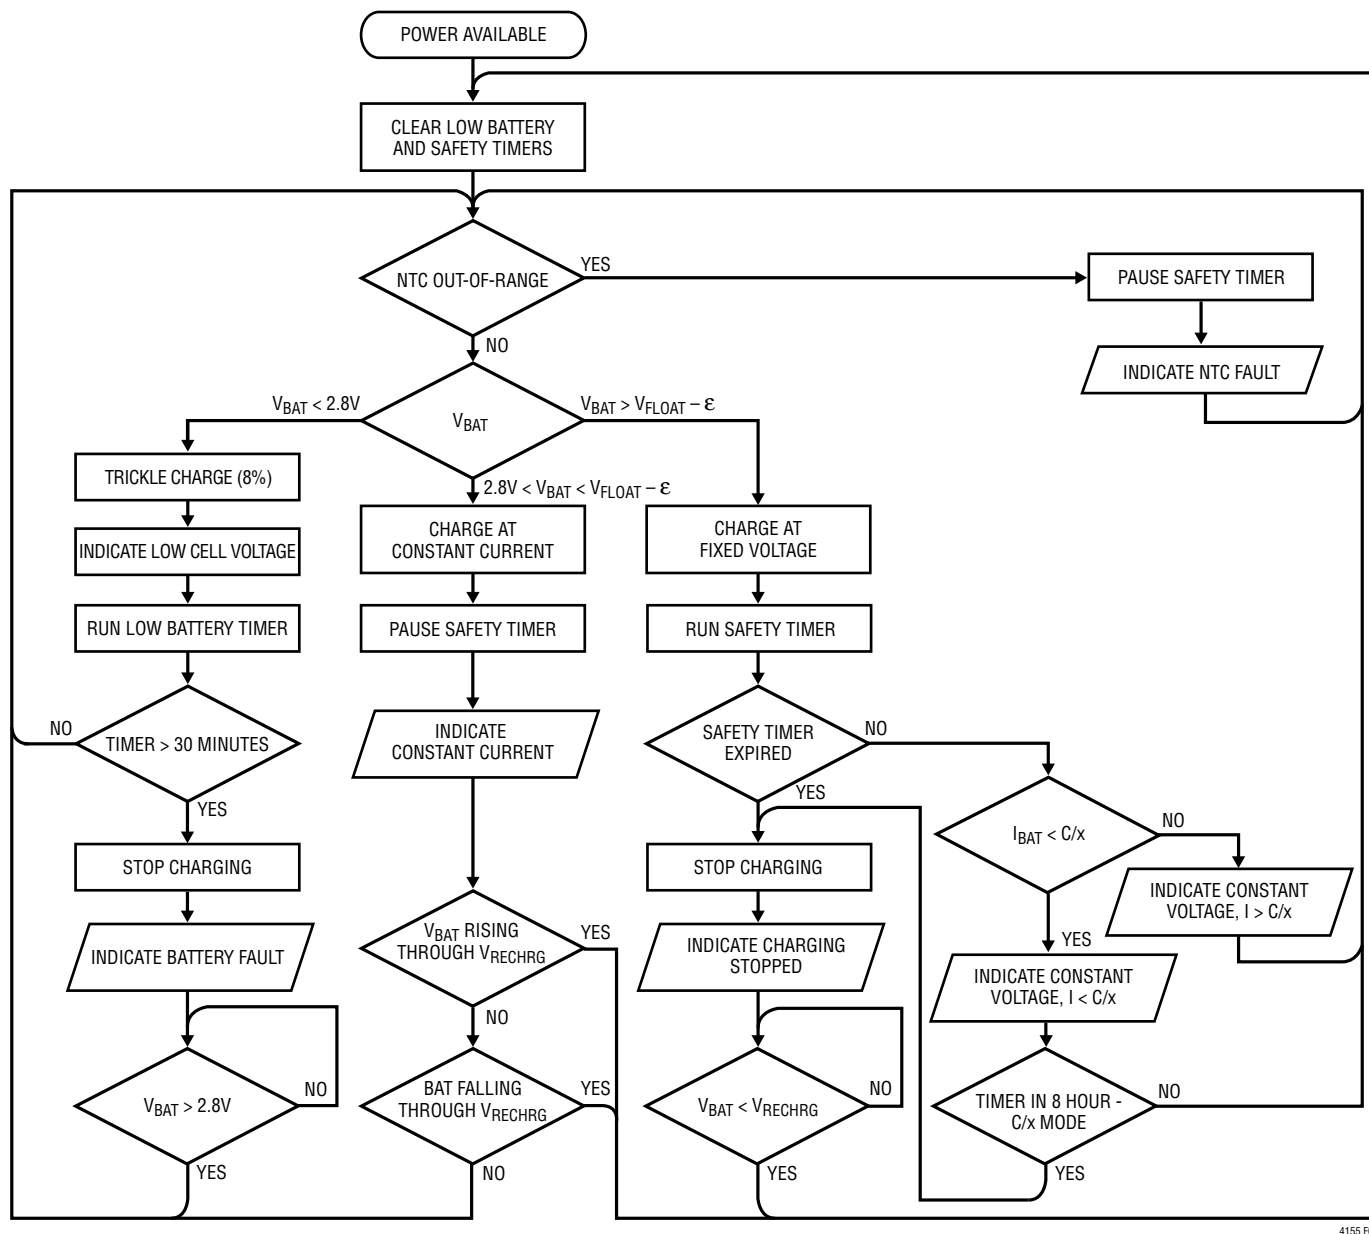 POWER AVAILABLE
CLEAR LOW BATTERY
AND SAFETY TIMERS
NTC OUT-OF-RANGE
YES
NO
PAUSE SAFETY TIMER
INDICATE NTC FAULT
VBAT < 2.8V
VBAT
VBAT > VFLOAT – ε
2.8V < VBAT < VFLOAT – ε
TRICKLE CHARGE (8%)
INDICATE LOW CELL VOLTAGE
RUN LOW BATTERY TIMER
TIMER > 30 MINUTES
NO
YES
STOP CHARGING
INDICATE BATTERY FAULT
VBAT > 2.8V
NO
YES
CHARGE AT
CONSTANT CURRENT
PAUSE SAFETY TIMER
INDICATE
CONSTANT CURRENT
VBAT RISING
THROUGH VRECHRG
YES
NO
BAT FALLING
THROUGH VRECHRG
YES
NO
CHARGE AT
FIXED VOLTAGE
RUN SAFETY TIMER
SAFETY TIMER
EXPIRED
NO
YES
STOP CHARGING
INDICATE CHARGING
STOPPED
VBAT < VRECHRG
NO
YES
IBAT < C/x
NO
YES
INDICATE CONSTANT
VOLTAGE, I > C/x
INDICATE CONSTANT
VOLTAGE, I < C/x
TIMER IN 8 HOUR -
C/x MODE
NO
YES
4155